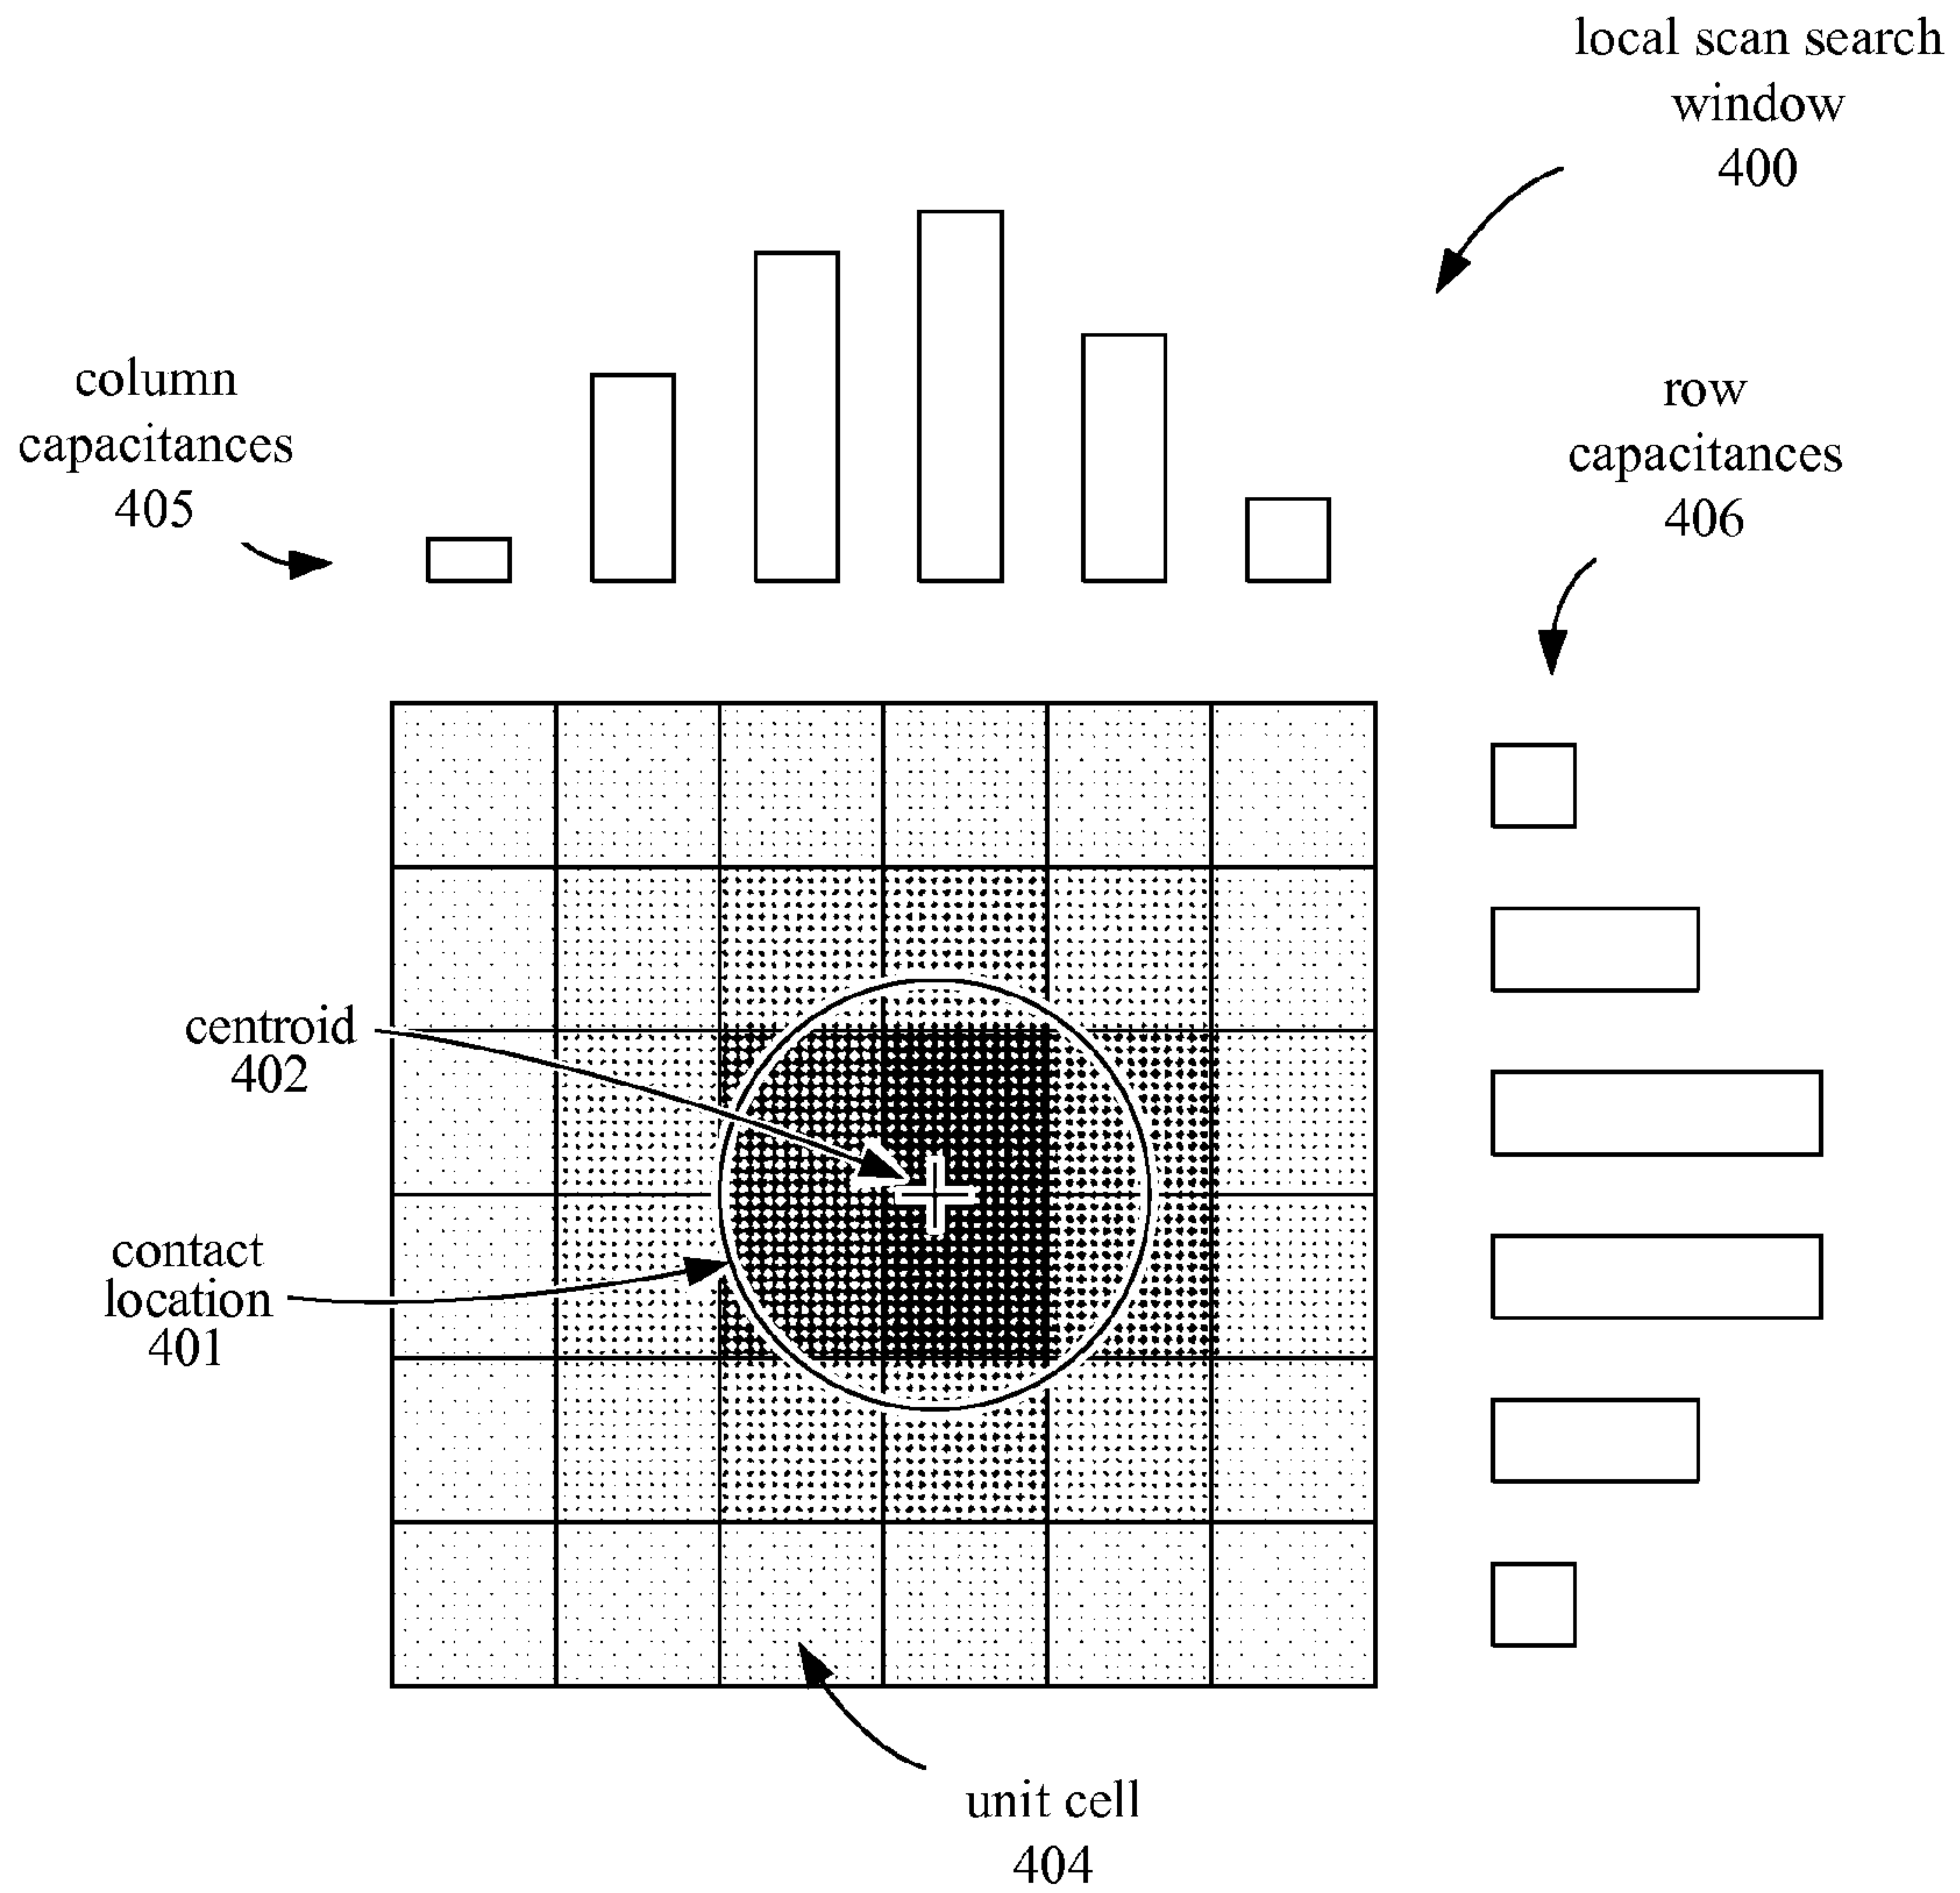 local scan search
window
400
column
capacitances
405
row
capacitances
406
centroid
402
contact
location
401
unit cell
404